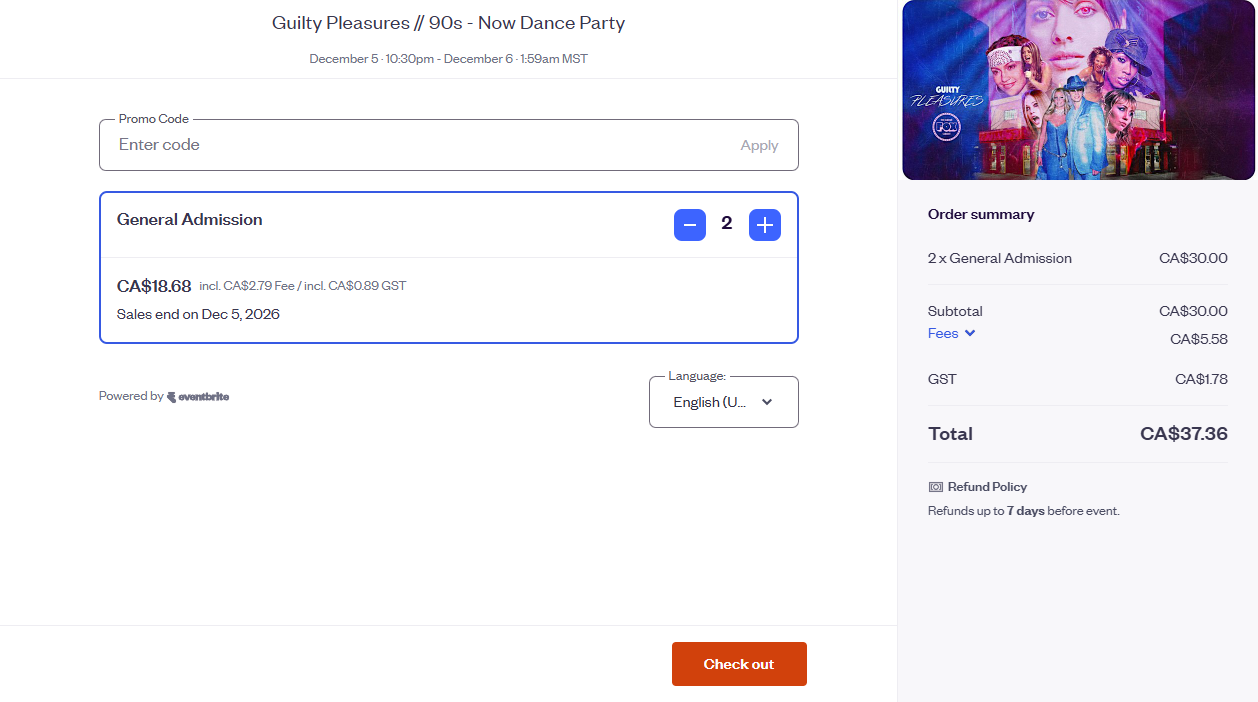 Guilty Pleasures // 90s - Now Dance Party
December 5 · 10:30pm - December 6 · 1:59am MST
Promo Code
Enter code
Apply
General Admission
2
CA$18.68 incl. CA$2.79 Fee / incl. CA$0.89 GST
Sales end on Dec 5, 2026
Powered by eventbrite
Language:
English (U...
Check out
GUILTY
PLEASURES
FOX
Order summary
2 x General Admission CA$30.00
Subtotal CA$30.00
Fees CA$5.58
GST CA$1.78
Total CA$37.36
Refund Policy
Refunds up to 7 days before event.